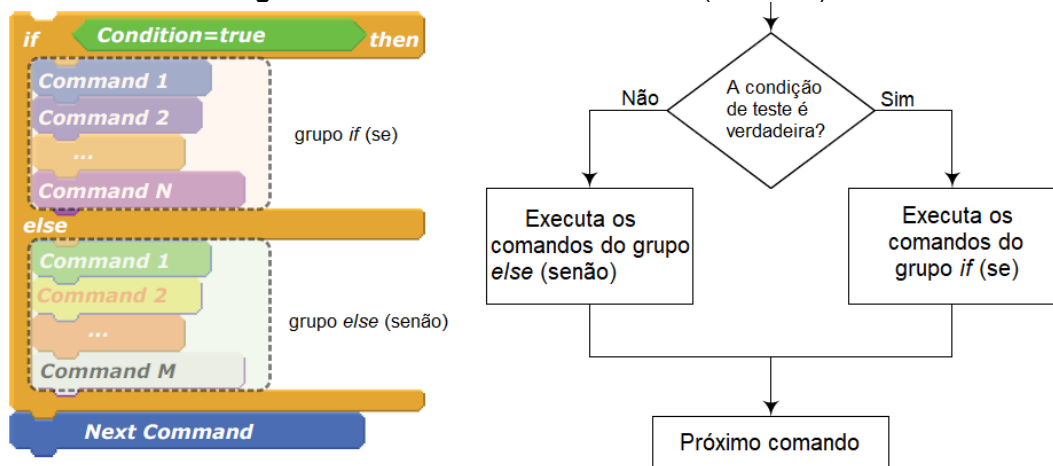 if Condition=true then
Command 1
Command 2
...
Command N
grupo if (se)
else
Command 1
Command 2
...
Command M
grupo else (senão)
Next Command
A condição
de teste é
verdadeira?
Não
Sim
Executa os
comandos do grupo
else (senão)
Executa os
comandos do
grupo if (se)
Próximo comando